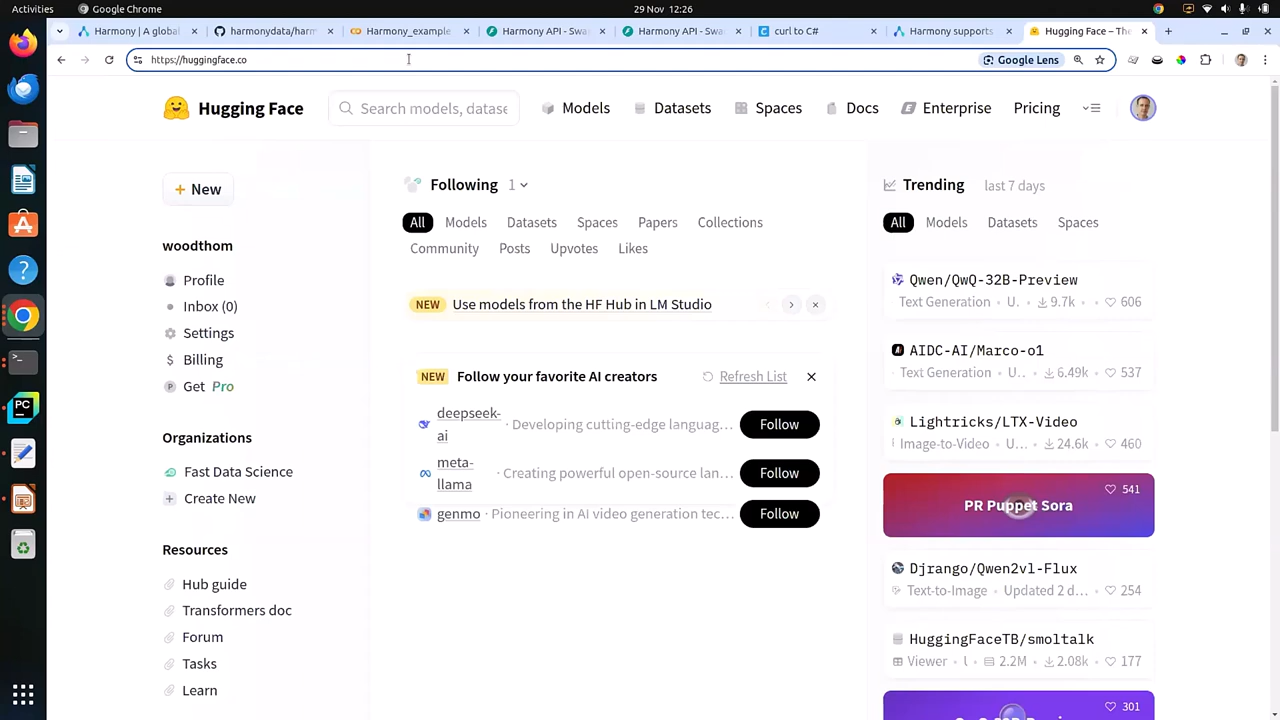 Activities
Google Chrome
29 Nov 12:26
Harmony | A global
harmonydata/harm
Harmony_example
Harmony API - Swa
Harmony API - Swa
curl to C#
Harmony supports
Hugging Face – The
https://huggingface.co
Google Lens
Hugging Face
Search models, datase
Models
Datasets
Spaces
Docs
Enterprise
Pricing
+ New
woodthom
Profile
Inbox (0)
Settings
Billing
Get Pro
Organizations
Fast Data Science
Create New
Resources
Hub guide
Transformers doc
Forum
Tasks
Learn
Following 1
All Models Datasets Spaces Papers Collections
Community Posts Upvotes Likes
NEW Use models from the HF Hub in LM Studio
NEW Follow your favorite AI creators Refresh List
deepseek-
ai
· Developing cutting-edge languag... Follow
meta-
llama
· Creating powerful open-source lan... Follow
genmo · Pioneering in AI video generation tec... Follow
Trending last 7 days
All Models Datasets Spaces
Qwen/QwQ-32B-Preview
Text Generation • U. • 9.7k • 606
AIDC-AI/Marco-o1
Text Generation • U.. • 6.49k • 537
Lightricks/LTX-Video
Image-to-Video • U... • 24.6k • 460
541
PR Puppet Sora
Djrango/Qwen2vl-Flux
Text-to-Image • Updated 2 d... • 254
HuggingFaceTB/smoltalk
Viewer • 2.2M • 2.08k • 177
301